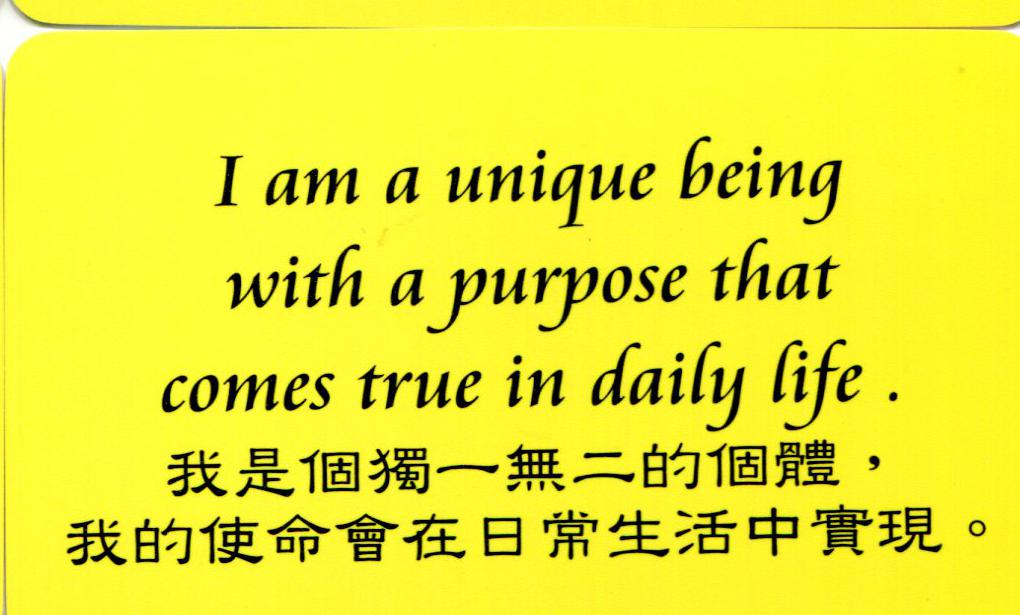 I am a unique being
with a purpose that
comes true in daily life .
我是個獨一無二的個體，
我的使命會在日常生活中實現。